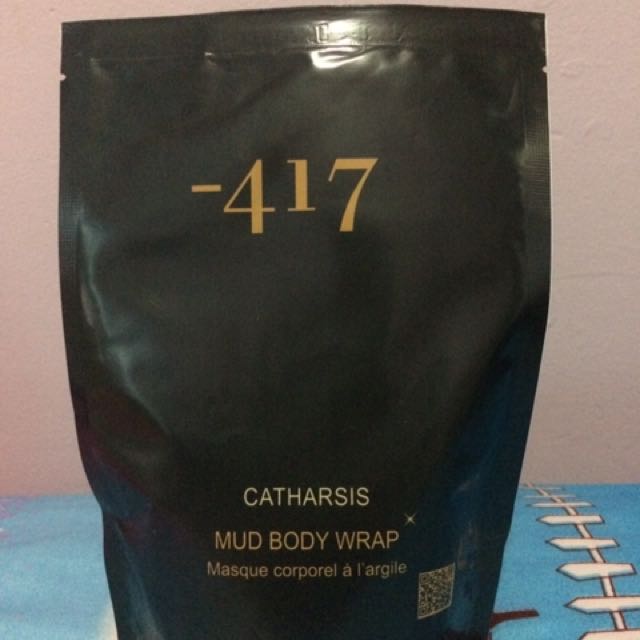 -417
CATHARSIS
MUD BODY WRAP
Masque corporel à l'argile